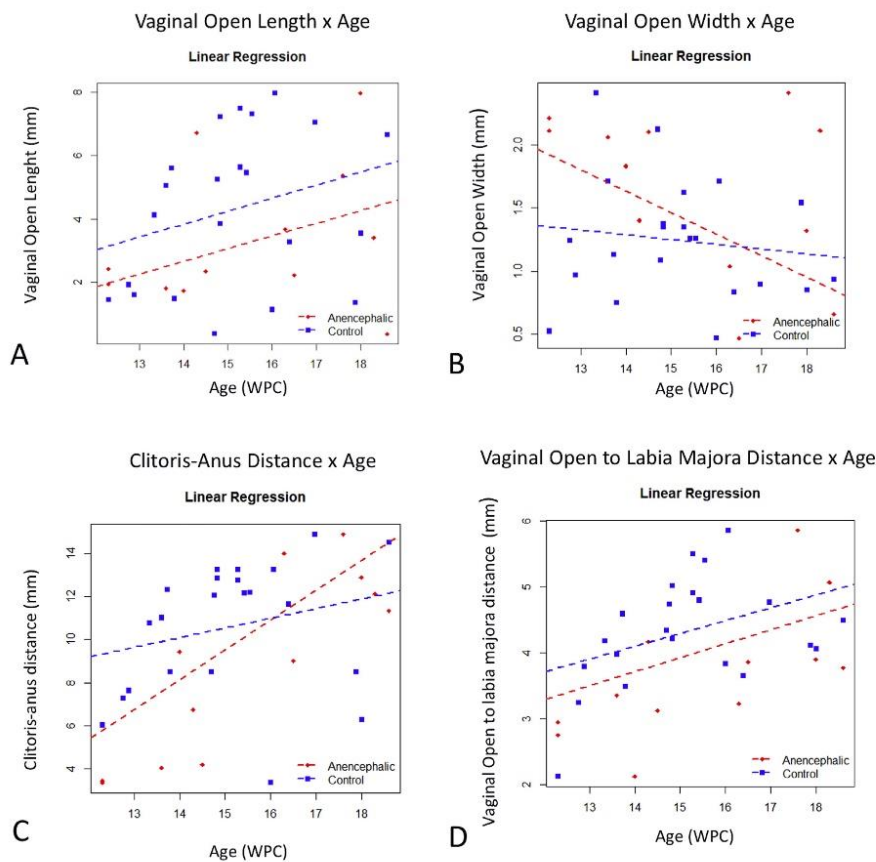 Vaginal Open Length x Age
Linear Regression
Vaginal Open Lenght (mm)
8
6
4
2
13 14 15 16 17 18
Age (WPC)
Anencephalic
Control
A
Vaginal Open Width x Age
Linear Regression
Vaginal Open Width (mm)
2.0
1.5
1.0
0.5
13 14 15 16 17 18
Age (WPC)
Anencephalic
Control
B
Clitoris-Anus Distance x Age
Linear Regression
Clitoris-anus distance (mm)
14
12
10
8
6
4
13 14 15 16 17 18
Age (WPC)
Anencephalic
Control
C
Vaginal Open to Labia Majora Distance x Age
Linear Regression
Vaginal Open to labia majora distance (mm)
6
5
4
3
2
13 14 15 16 17 18
Age (WPC)
Anencephalic
Control
D